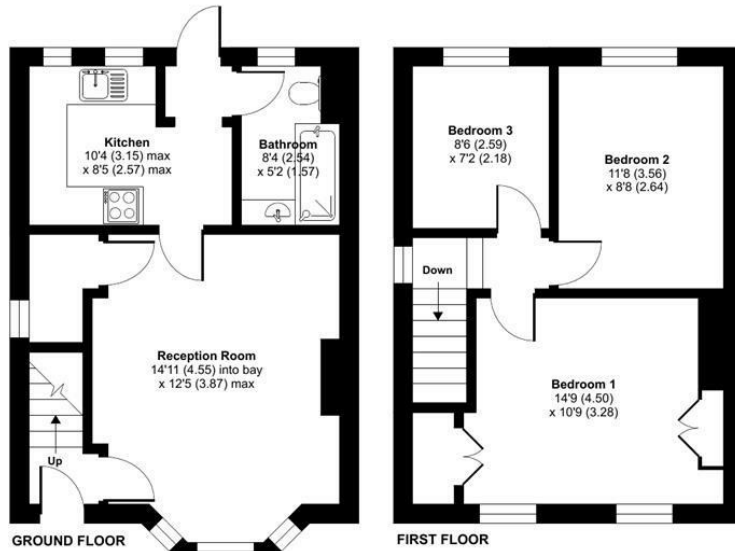 Kitchen
10'4 (3.15) max
x 8'5 (2.57) max
Bathroom
8'4 (2.54)
x 5'2 (1.57)
Reception Room
14'11 (4.55) into bay
x 12'5 (3.87) max
Up
GROUND FLOOR
Bedroom 3
8'6 (2.59)
x 7'2 (2.18)
Bedroom 2
11'8 (3.56)
x 8'8 (2.64)
Down
Bedroom 1
14'9 (4.50)
x 10'9 (3.28)
FIRST FLOOR